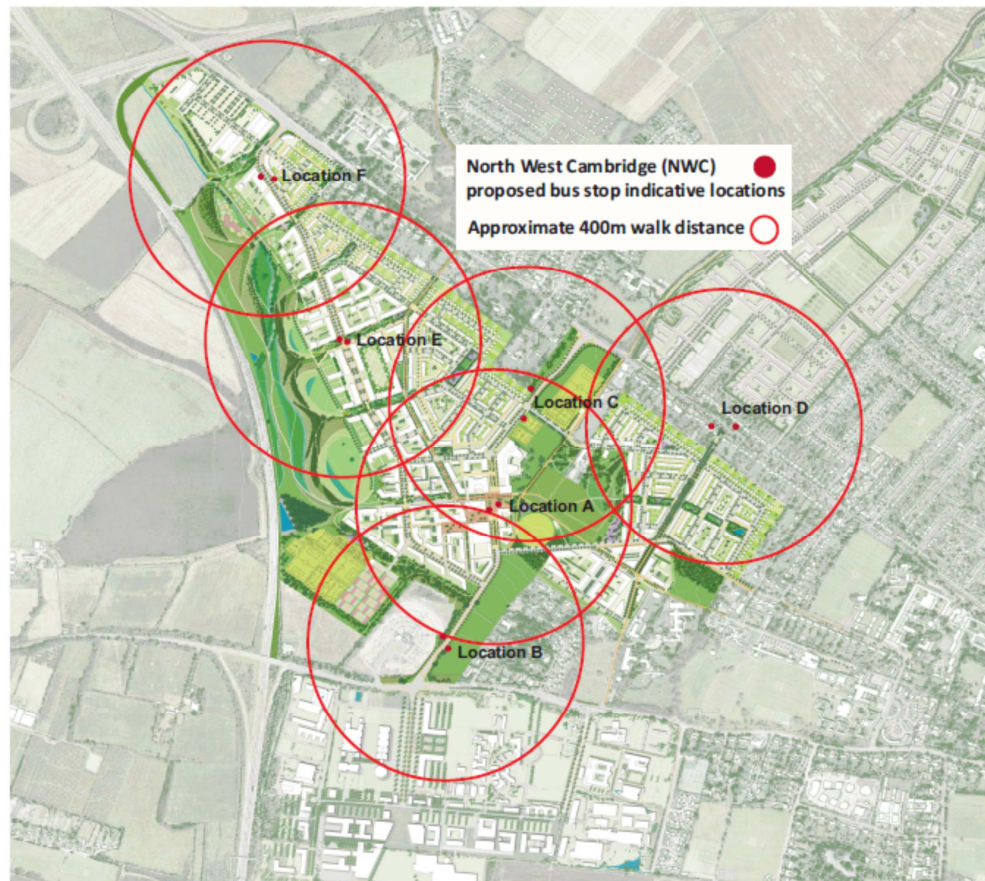 North West Cambridge (NWC)
proposed bus stop indicative locations
Approximate 400m walk distance
Location F
Location E
Location C
Location D
Location A
Location B